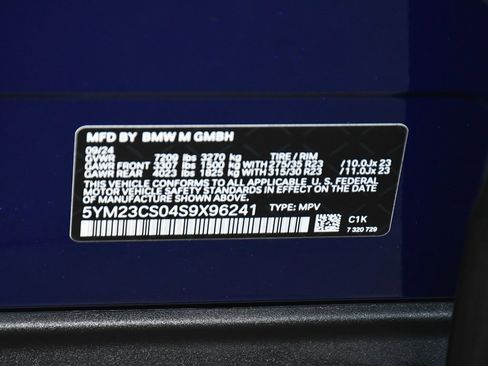 MFD BY BMW M GMBH
09/24
GVWR 7209 lbs 3270 kg TIRE / RIM
GAWR FRONT 3307 lbs 1500 kg WITH 275/35 R23 /10.0Jx 23
GAWR REAR 4023 lbs 1825 kg WITH 315/30 R23 /11.0Jx 23
THIS VEHICLE CONFORMS TO ALL APPLICABLE FEDERAL
MOTOR VEHICLE SAFETY STANDARDS IN EFFECT ON THE
DATE OF MANUFACTURE SHOWN ABOVE.
5YM23CS04S9X96241 TYPE: MPV
C1K
7 320 729